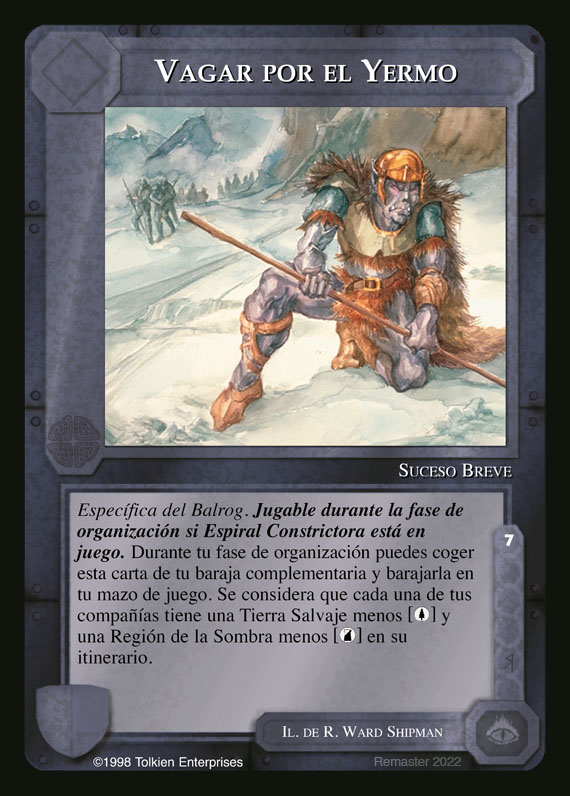 Vagar por el Yermo
Suceso Breve
Específica del Balrog. Jugable durante la fase de
organización si Espiral Constrictora está en
juego. Durante tu fase de organización puedes coger
esta carta de tu baraja complementaria y barajarla en
tu mazo de juego. Se considera que cada una de tus
compañías tiene una Tierra Salvaje menos [] y
una Región de la Sombra menos [] en su
itinerario.
7
Il. de R. Ward Shipman
©1998 Tolkien Enterprises
Remaster 2022